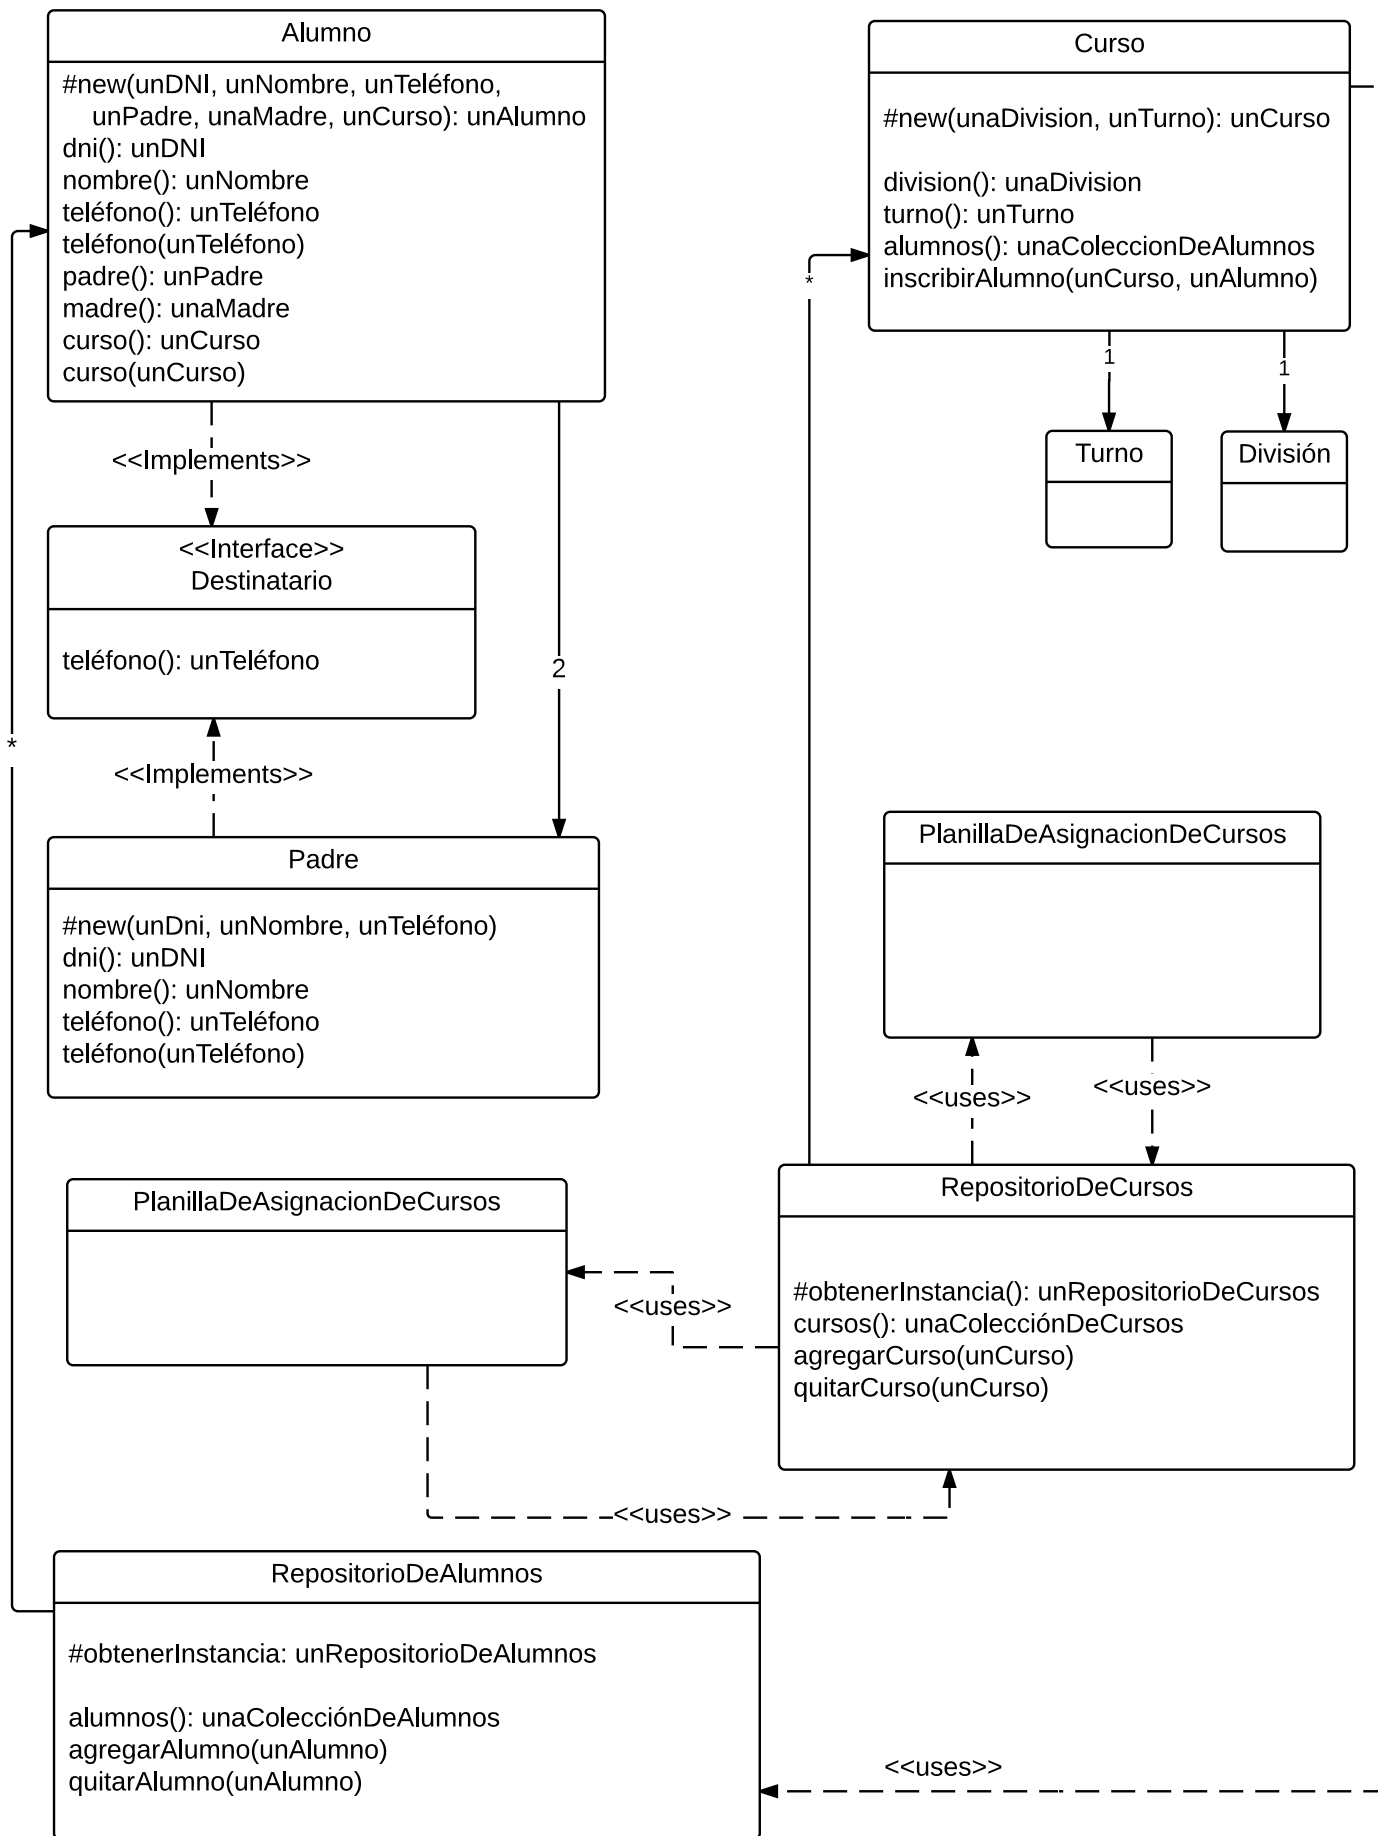 Alumno
#new(unDNI, unNombre, unTeléfono,
unPadre, unaMadre, unCurso): unAlumno
dni(): unDNI
nombre(): unNombre
teléfono(): unTeléfono
teléfono(unTeléfono)
padre(): unPadre
madre(): unaMadre
curso(): unCurso
curso(unCurso)
Curso
#new(unaDivision, unTurno): unCurso
division(): unaDivision
turno(): unTurno
alumnos(): unaColeccionDeAlumnos
inscribirAlumno(unCurso, unAlumno)
*
1
1
Turno
División
<<Implements>>
<<Interface>>
Destinatario
teléfono(): unTeléfono
2
*
<<Implements>>
Padre
#new(unDni, unNombre, unTeléfono)
dni(): unDNI
nombre(): unNombre
teléfono(): unTeléfono
teléfono(unTeléfono)
PlanillaDeAsignacionDeCursos
<<uses>>
<<uses>>
PlanillaDeAsignacionDeCursos
<<uses>>
RepositorioDeCursos
#obtenerInstancia(): unRepositorioDeCursos
cursos(): unaColecciónDeCursos
agregarCurso(unCurso)
quitarCurso(unCurso)
<<uses>>
RepositorioDeAlumnos
#obtenerInstancia: unRepositorioDeAlumnos
alumnos(): unaColecciónDeAlumnos
agregarAlumno(unAlumno)
quitarAlumno(unAlumno)
<<uses>>